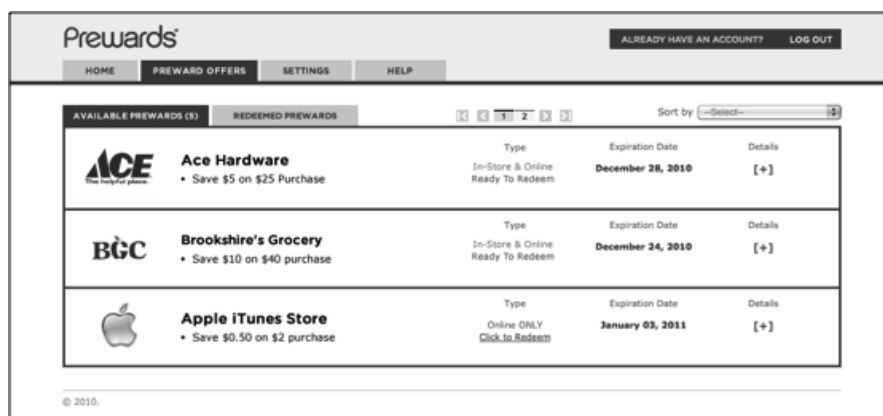 Prewards
ALREADY HAVE AN ACCOUNT? LOG OUT
HOME PREWARD OFFERS SETTINGS HELP
AVAILABLE PREWARDS (5) REDEEMED PREWARDS 1 2 Sort by --Select--
ACE
The helpful place.
Ace Hardware
• Save $5 on $25 Purchase
Type
In-Store & Online
Ready To Redeem
Expiration Date
December 28, 2010
Details
[+]
BGC
Brookshire's Grocery
• Save $10 on $40 purchase
Type
In-Store & Online
Ready To Redeem
Expiration Date
December 24, 2010
Details
[+]
Apple iTunes Store
• Save $0.50 on $2 purchase
Type
Online ONLY
Click to Redeem
Expiration Date
January 03, 2011
Details
[+]
© 2010.